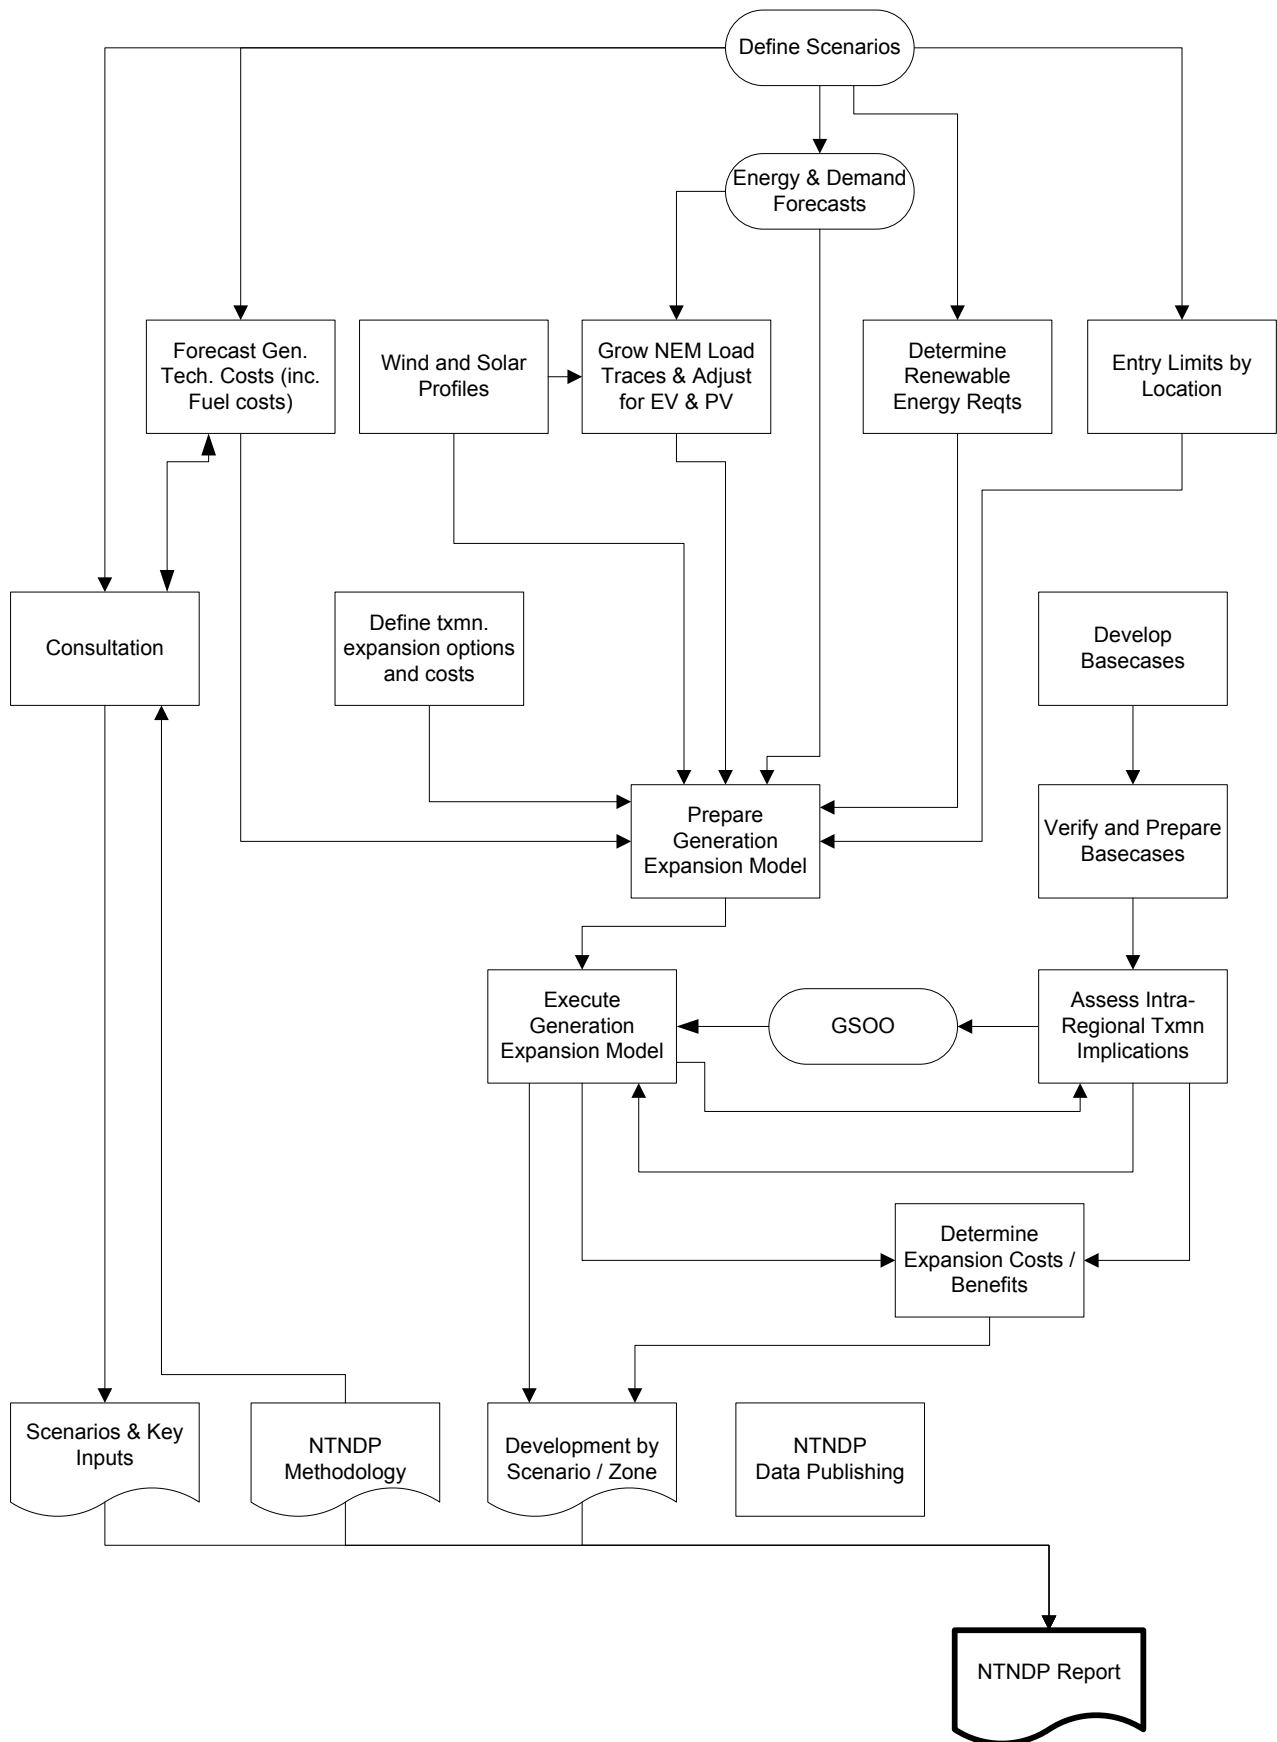 Define Scenarios
Energy & Demand
Forecasts
Forecast Gen.
Tech. Costs (inc.
Fuel costs)
Wind and Solar
Profiles
Grow NEM Load
Traces & Adjust
for EV & PV
Determine
Renewable
Energy Reqts
Entry Limits by
Location
Consultation
Define txmn.
expansion options
and costs
Develop
Basecases
Prepare
Generation
Expansion Model
Verify and Prepare
Basecases
Execute
Generation
Expansion Model
GSOO
Assess Intra-
Regional Txmn
Implications
Determine
Expansion Costs /
Benefits
Scenarios & Key
Inputs
NTNDP
Methodology
Development by
Scenario / Zone
NTNDP
Data Publishing
NTNDP Report